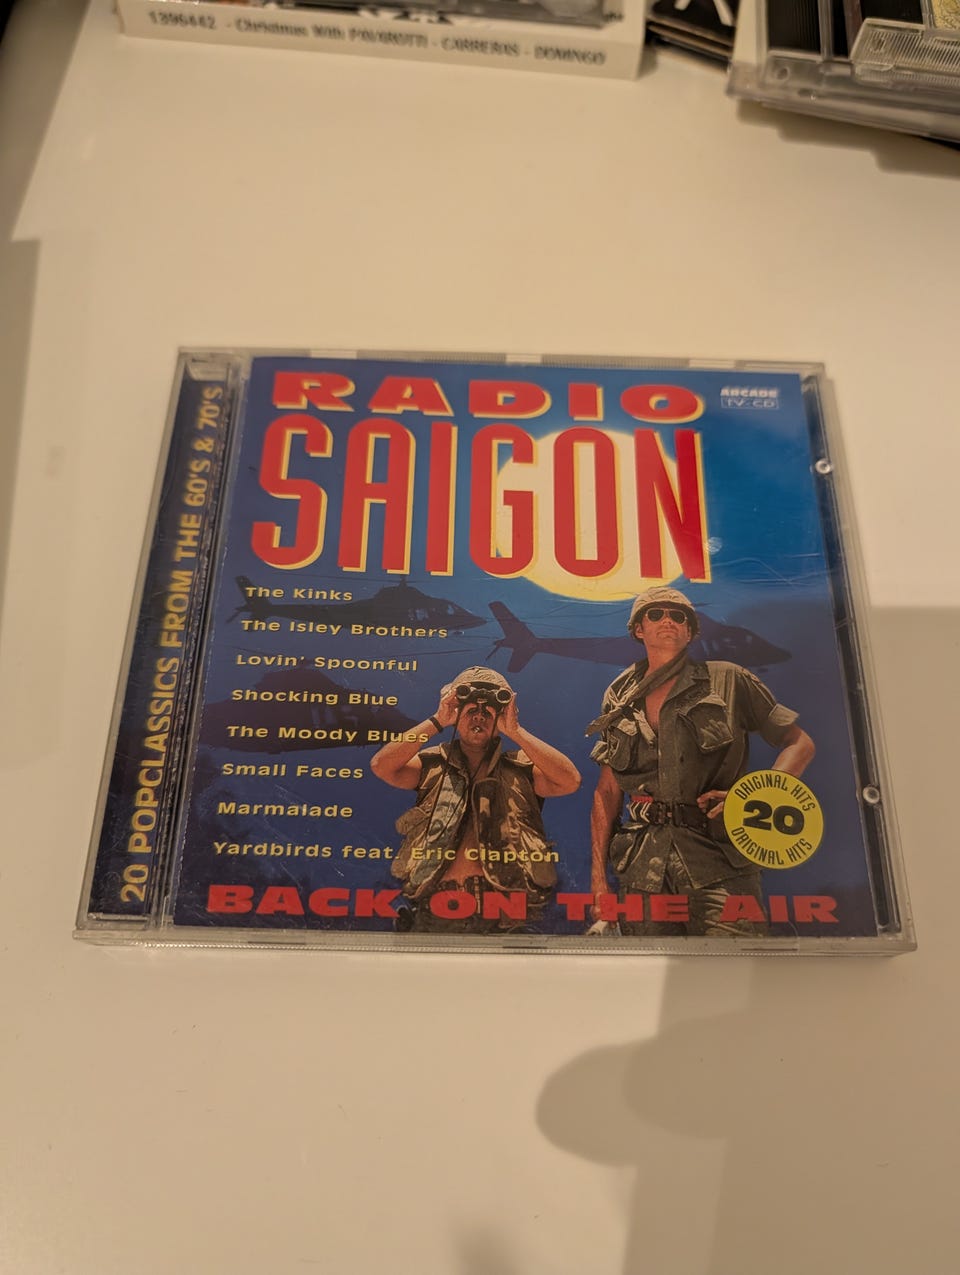 1396442 - Christmas With PAVAROTTI - CARRERAS - DOMINGO
20 POPCLASSICS FROM THE 60'S & 70'S
ARCADE
TV-CD
RADIO
SAIGON
The Kinks
The Isley Brothers
Lovin' Spoonful
Shocking Blue
The Moody Blues
Small Faces
Marmalade
Yardbirds feat. Eric Clapton
ORIGINAL HITS
20
ORIGINAL HITS
BACK ON THE AIR